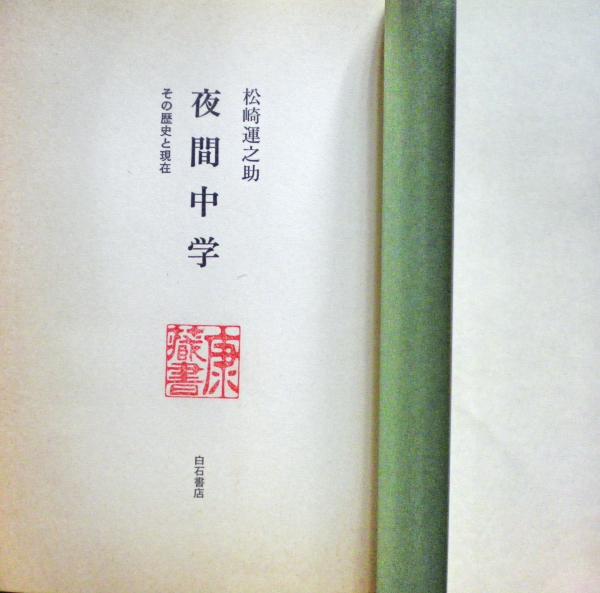 松崎運之助
夜間中学
その歴史と現在
康
蔵書
白石書店